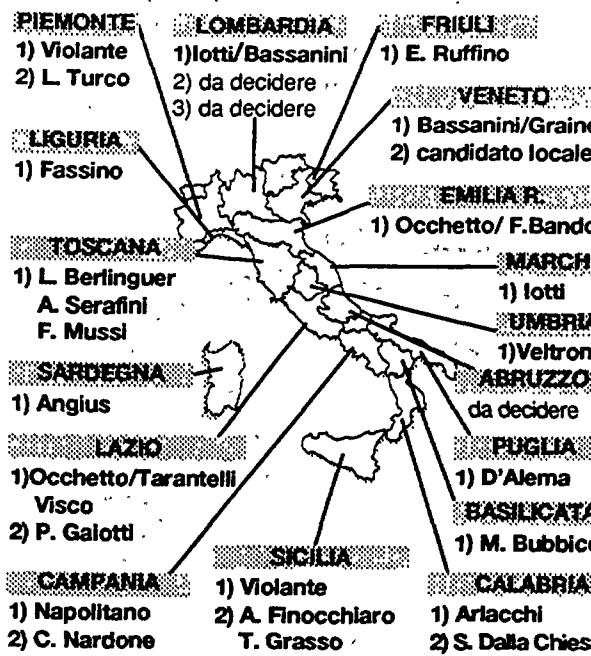 PIEMONTE
1) Violante
2) L. Turco
LOMBARDIA
1)Iotti/Bassanini
2) da decidere
3) da decidere
FRIULI
1) E. Ruffino
VENETO
1) Bassanini/Graine
2) candidato locale
LIGURIA
1) Fassino
EMILIA R.
1) Occhetto/ F.Bando
TOSCANA
1) L. Berlinguer
A. Serafini
F. Mussi
MARCH
1) Iotti
UMBRIA
1)Veltron
SARDEGNA
1) Angius
ABRUZZO
da decidere
LAZIO
1)Occhetto/Tarantelli
Visco
2) P. Gaiotti
PUGLIA
1) D'Alema
BASILICATA
1) M. Bubbico
CAMPANIA
1) Napolitano
2) C. Nardone
SICILIA
1) Violante
2) A. Finocchiaro
T. Grasso
CALABRIA
1) Arlacchi
2) S. Dalla Chies